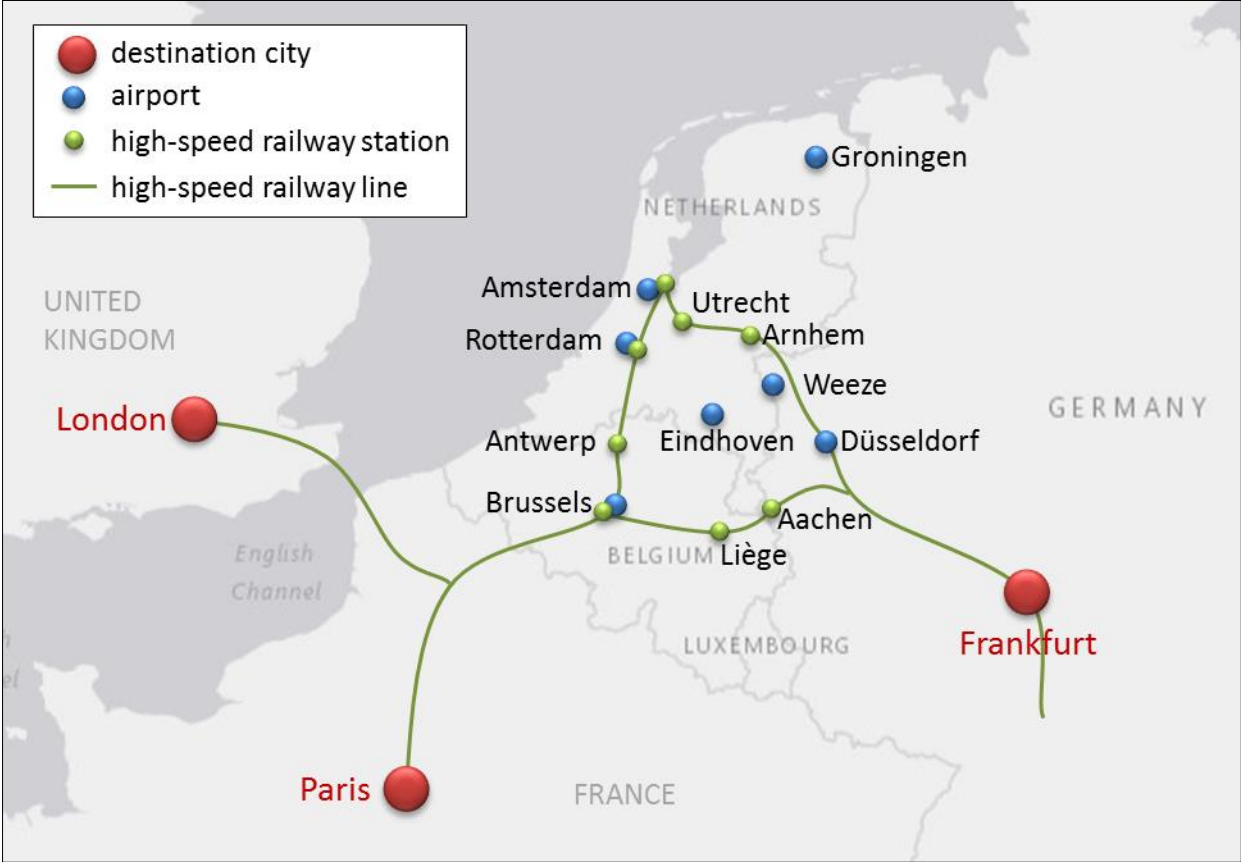 destination city
airport
high-speed railway station
high-speed railway line
Groningen
NETHERLANDS
Amsterdam
UNITED
KINGDOM
Utrecht
Rotterdam
Arnhem
Weeze
GERMANY
London
Antwerp
Eindhoven
Düsseldorf
Brussels
Aachen
English
Channel
BELGIUM
Liège
LUXEMBOURG
Frankfurt
Paris
FRANCE